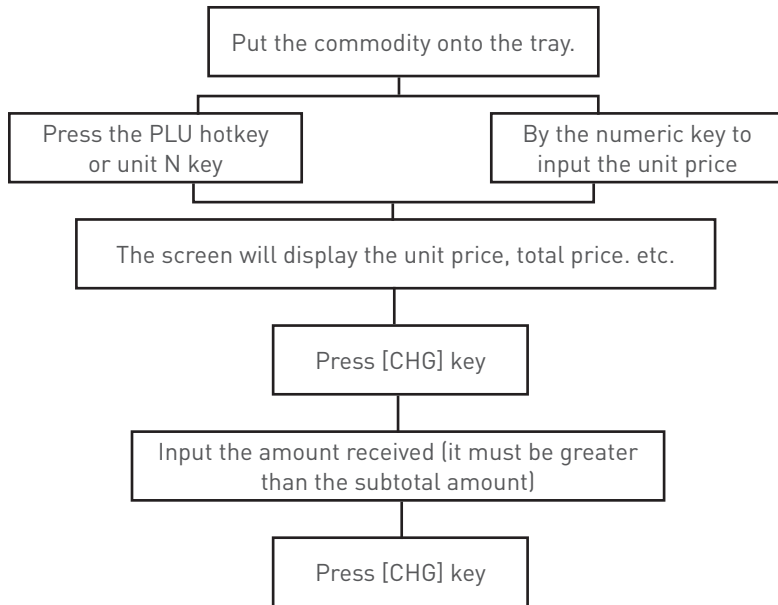 Put the commodity onto the tray.
Press the PLU hotkey
or unit N key
By the numeric key to
input the unit price
The screen will display the unit price, total price. etc.
Press [CHG] key
Input the amount received (it must be greater
than the subtotal amount)
Press [CHG] key